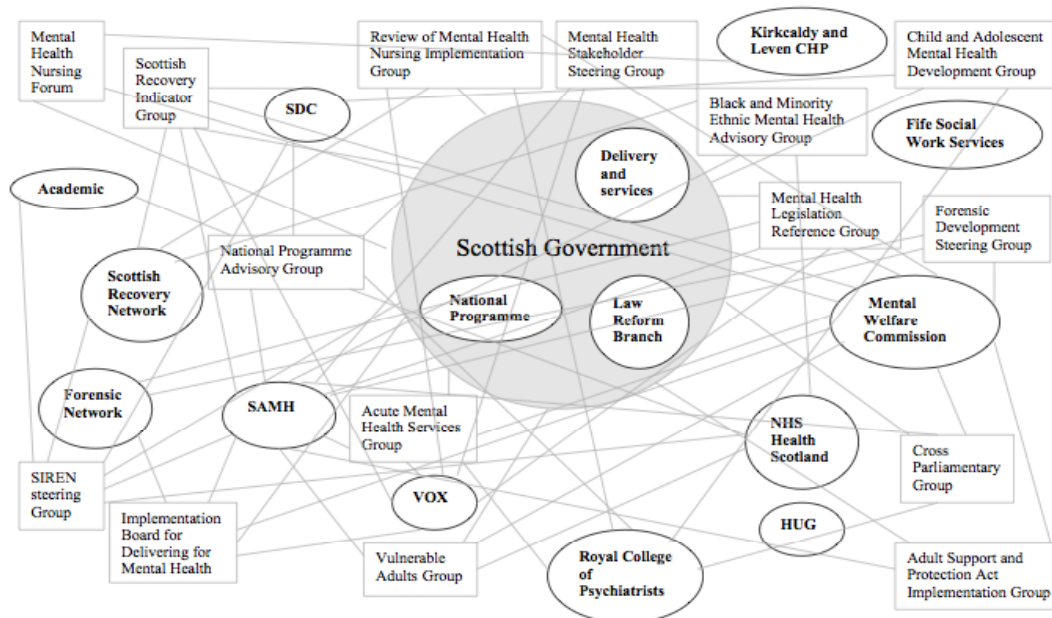 Mental
Health
Nursing
Forum
Scottish
Recovery
Indicator
Group
Review of Mental Health
Nursing Implementation
Group
Mental Health
Stakeholder
Steering Group
Kirkcaldy and
Leven CHP
Child and Adolescent
Mental Health
Development Group
SDC
Black and Minority
Ethnic Mental Health
Advisory Group
Fife Social
Work Services
Delivery
and
services
Academic
Mental Health
Legislation
Reference Group
Forensic
Development
Steering Group
National Programme
Advisory Group
Scottish Government
Scottish
Recovery
Network
National
Programme
Law
Reform
Branch
Mental
Welfare
Commission
Forensic
Network
SAMH
Acute Mental
Health Services
Group
NHS
Health
Scotland
Cross
Parliamentary
Group
SIREN
steering
Group
VOX
Implementation
Board for
Delivering for
Mental Health
HUG
Vulnerable
Adults Group
Royal College
of
Psychiatrists
Adult Support and
Protection Act
Implementation Group